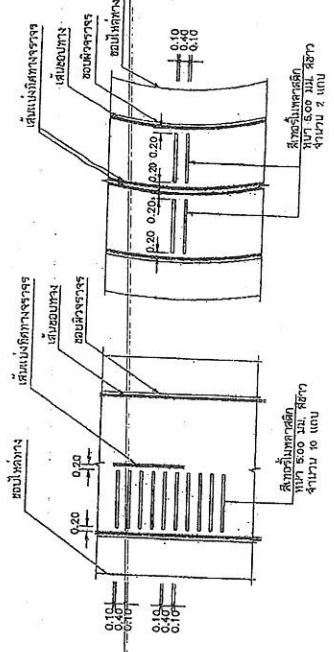 ขอบไหล่ทาง
เส้นแบ่งทิศทางจราจร
เส้นขอบทาง
ขอบผิวจราจร
0.20
0.20
0.10
0.40
0.10
0.10
0.40
0.10
สีเทอร์โมพลาสติก
หนา 5.00 มม. สีขาว
จำนวน 10 แถบ
เส้นแบ่งทิศทางจราจร
เส้นขอบทาง
ขอบผิวจราจร
ขอบไหล่ทาง
0.20
0.20
0.20
0.20
0.10
0.40
0.10
สีเทอร์โมพลาสติก
หนา 5.00 มม. สีขาว
จำนวน 2 แถบ